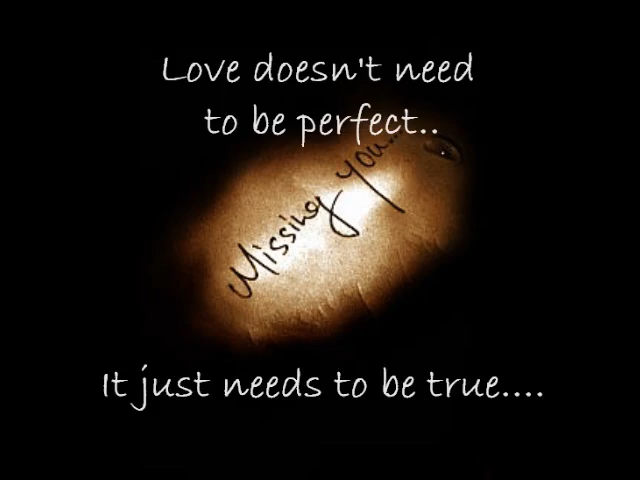 Love doesn't need
to be perfect..
Missing you...
It just needs to be true....